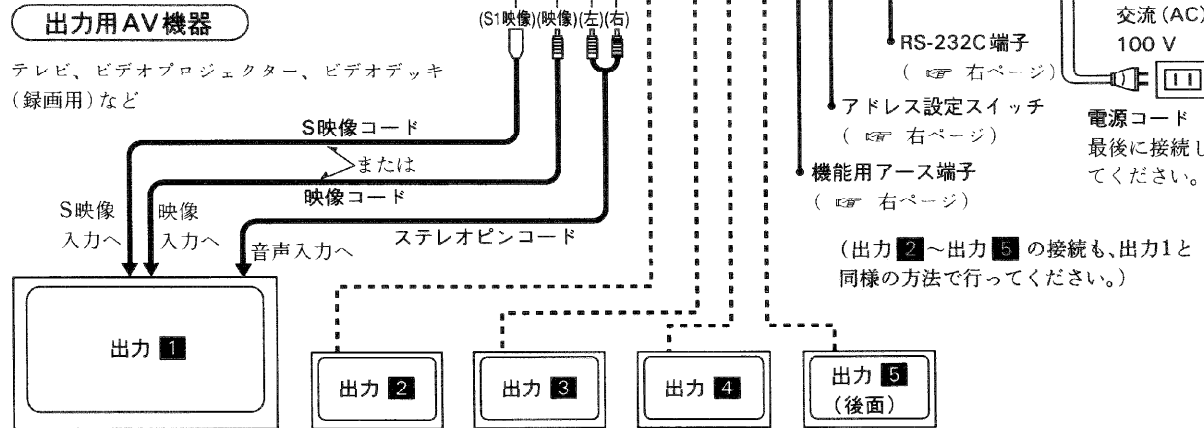 出力用AV機器
テレビ、ビデオプロジェクター、ビデオデッキ
(録画用)など
(S1映像)(映像)(左)(右)
S映像コード
または
映像コード
ステレオピンコード
S映像
入力へ
映像
入力へ
音声入力へ
RS-232C端子
(☞ 右ページ)
アドレス設定スイッチ
(☞ 右ページ)
機能用アース端子
(☞ 右ページ)
交流(AC)
100 V
電源コード
最後に接続し
てください。
(出力2~出力5の接続も、出力1と
同様の方法で行ってください。)
出力 1
出力 2
出力 3
出力 4
出力 5
(後面)